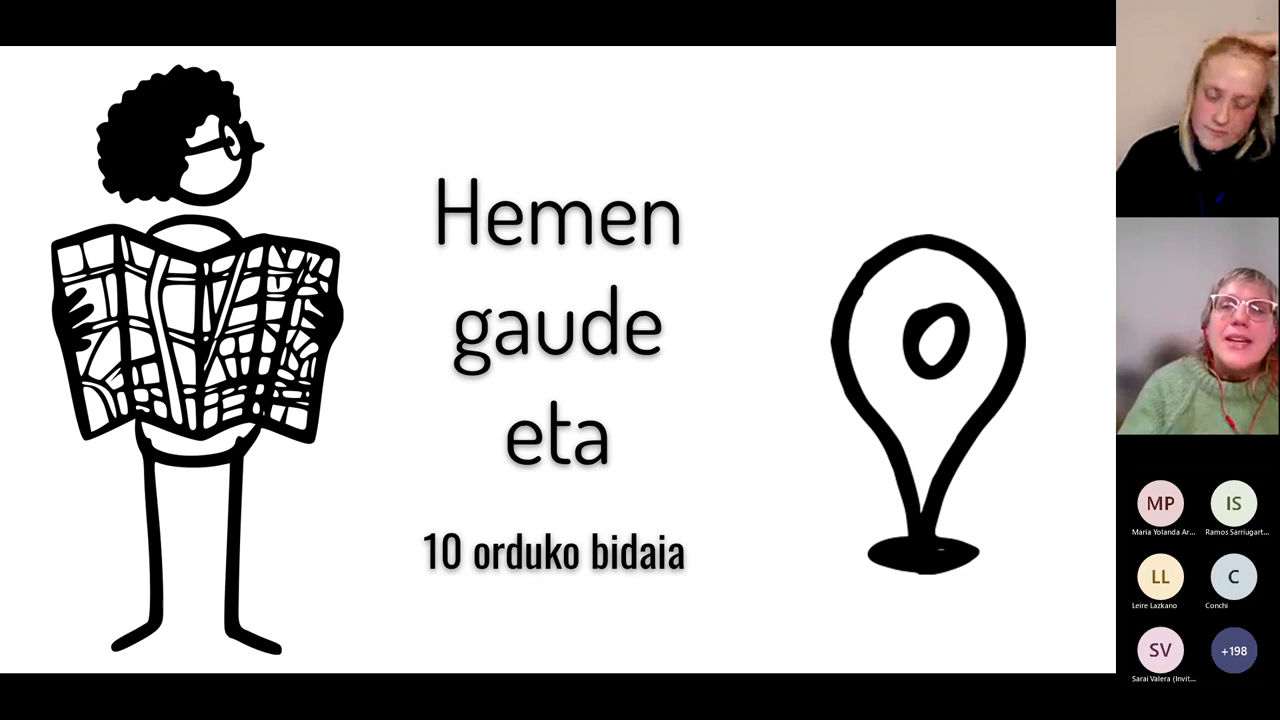 Hemen
gaude
eta
10 orduko bidaia
MP
IS
Maria Yolanda Ar...
Ramos Sarriugart...
LL
C
Leire Lazkano
Conchi
SV
+198
Sarai Valera (Invit...